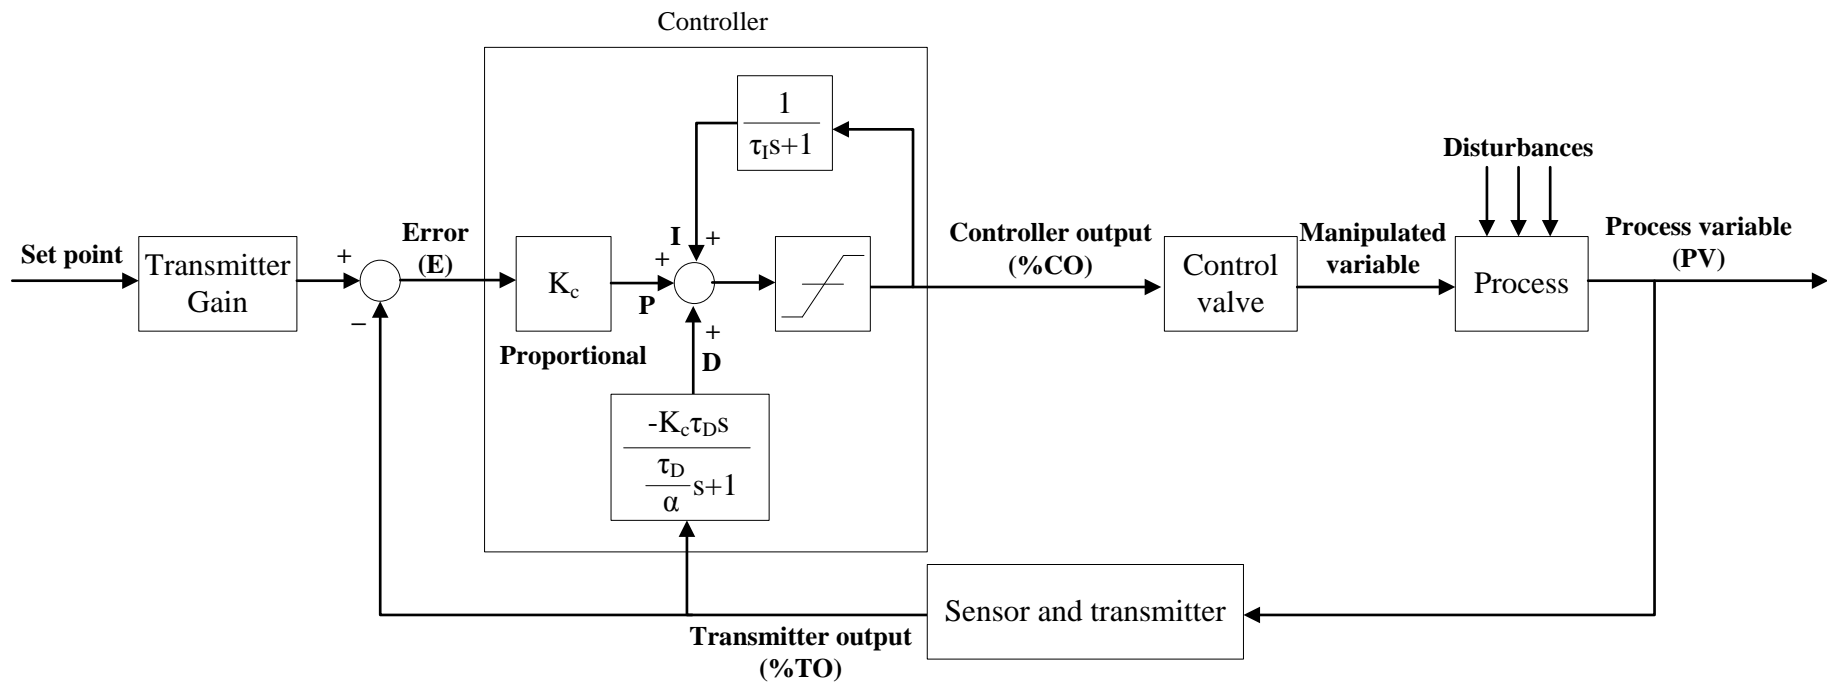 Controller
1
τIs+1
Disturbances
Set point
Transmitter
Gain
+
−
Error
(E)
Kc
Proportional
P
+
I
+
+
D
-KcτDs
τD
α
s+1
Controller output
(%CO)
Control
valve
Manipulated
variable
Process
Process variable
(PV)
Sensor and transmitter
Transmitter output
(%TO)